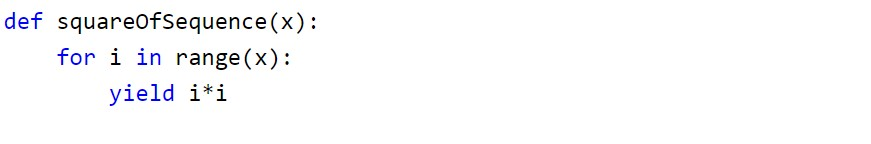 def squareOfSequence(x):
    for i in range(x):
        yield i*i